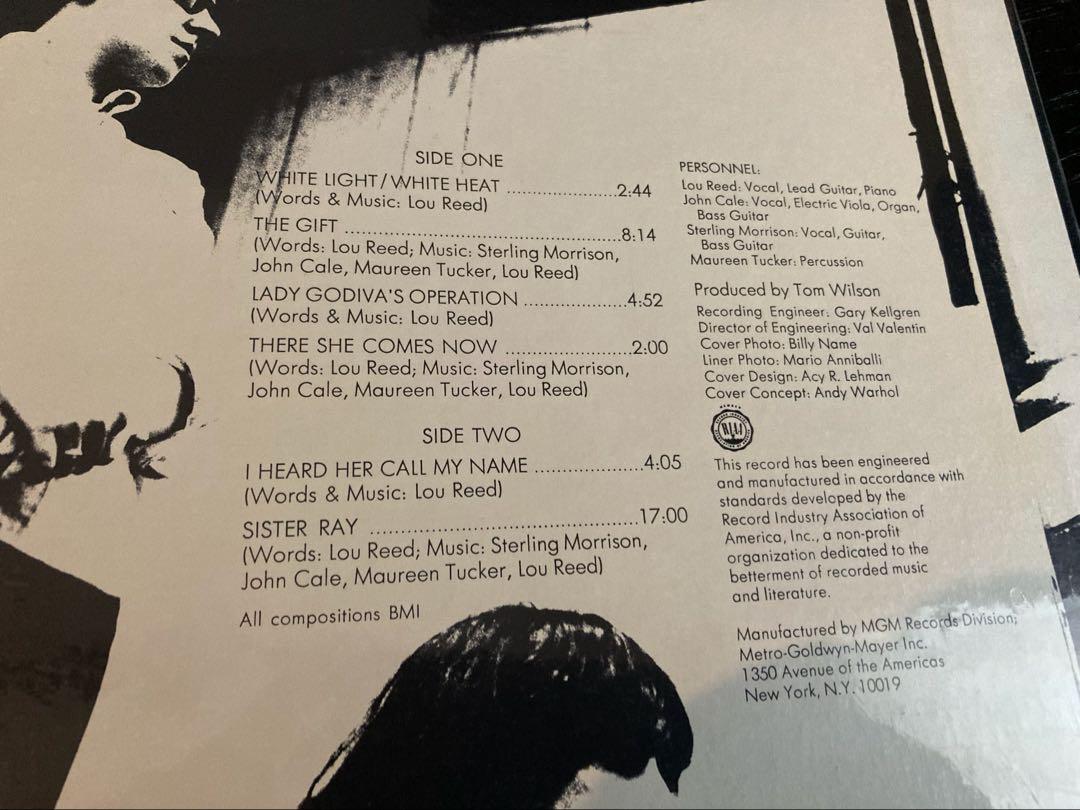 SIDE ONE
WHITE LIGHT/WHITE HEAT ......................2:44
(Words & Music: Lou Reed)
THE GIFT .....................................................8:14
(Words: Lou Reed; Music: Sterling Morrison,
John Cale, Maureen Tucker, Lou Reed)
LADY GODIVA'S OPERATION ....................4:52
(Words & Music: Lou Reed)
THERE SHE COMES NOW ........................2:00
(Words: Lou Reed; Music: Sterling Morrison,
John Cale, Maureen Tucker, Lou Reed)
SIDE TWO
I HEARD HER CALL MY NAME ....................4:05
(Words & Music: Lou Reed)
SISTER RAY ................................................17:00
(Words: Lou Reed; Music: Sterling Morrison,
John Cale, Maureen Tucker, Lou Reed)
All compositions BMI
PERSONNEL:
Lou Reed: Vocal, Lead Guitar, Piano
John Cale: Vocal, Electric Viola, Organ,
Bass Guitar
Sterling Morrison: Vocal, Guitar,
Bass Guitar
Maureen Tucker: Percussion
Produced by Tom Wilson
Recording Engineer: Gary Kellgren
Director of Engineering: Val Valentin
Cover Photo: Billy Name
Liner Photo: Mario Anniballi
Cover Design: Acy R. Lehman
Cover Concept: Andy Warhol
MEMBER
RIAA
This record has been engineered
and manufactured in accordance with
standards developed by the
Record Industry Association of
America, Inc., a non-profit
organization dedicated to the
betterment of recorded music
and literature.
Manufactured by MGM Records Division;
Metro-Goldwyn-Mayer Inc.
1350 Avenue of the Americas
New York, N.Y. 10019